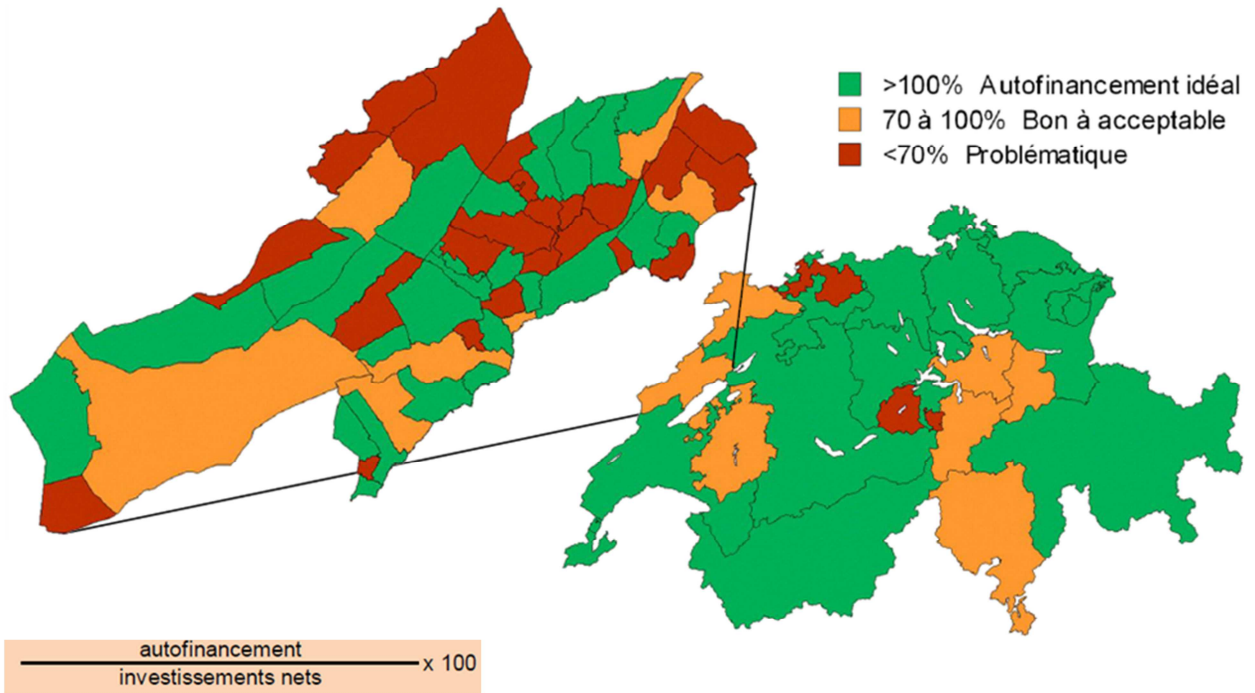 >100% Autofinancement idéal
70 à 100% Bon à acceptable
<70% Problématique
autofinancement
investissements nets
x 100